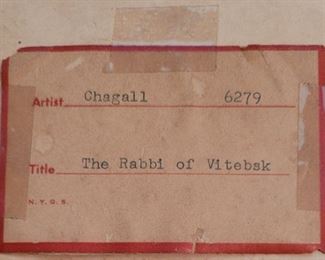 Artist Chagall 6279
Title The Rabbi of Vitebsk
N.Y.G.S.